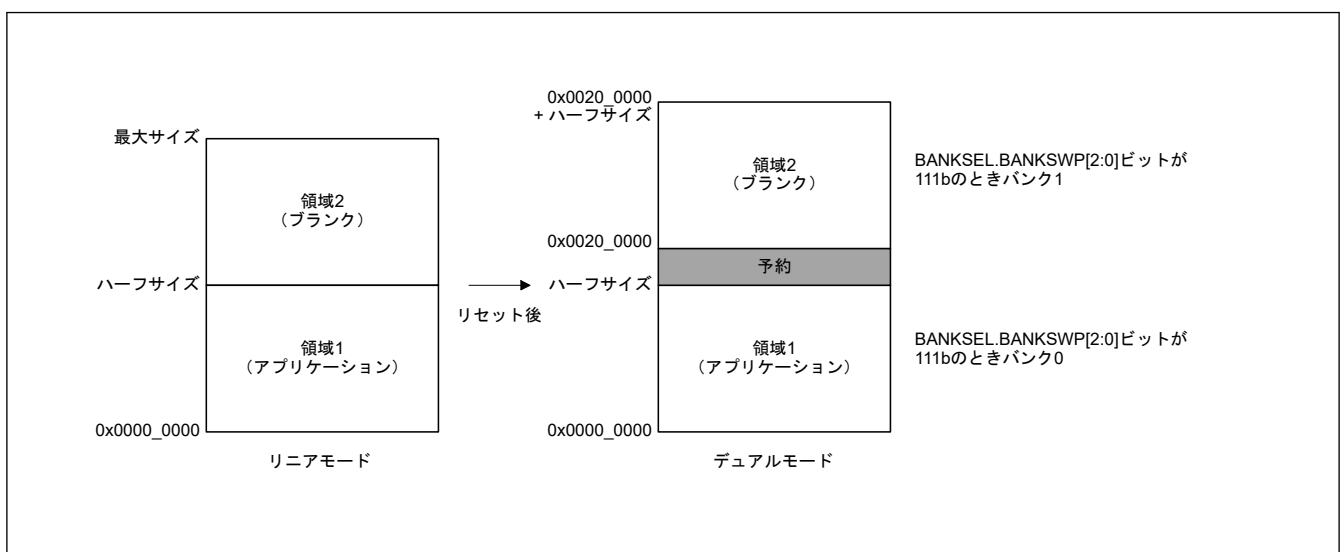 最大サイズ
領域2
（ブランク）
ハーフサイズ
領域1
（アプリケーション）
0x0000_0000
リニアモード
リセット後
0x0020_0000
+ ハーフサイズ
領域2
（ブランク）
0x0020_0000
予約
ハーフサイズ
領域1
（アプリケーション）
0x0000_0000
デュアルモード
BANKSEL.BANKSWP[2:0]ビットが
111bのときバンク1
BANKSEL.BANKSWP[2:0]ビットが
111bのときバンク0